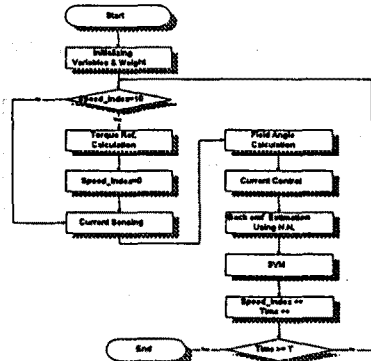 Start
Initializing
Variables & Weight
Speed_Index=10
Torque Ref.
Calculation
Speed_Index=0
Current Sensing
Field Angle
Calculation
Current Control
Back emf Estimation
Using N.N.
SVM
Speed_Index ++
Time ++
Time >= T
End